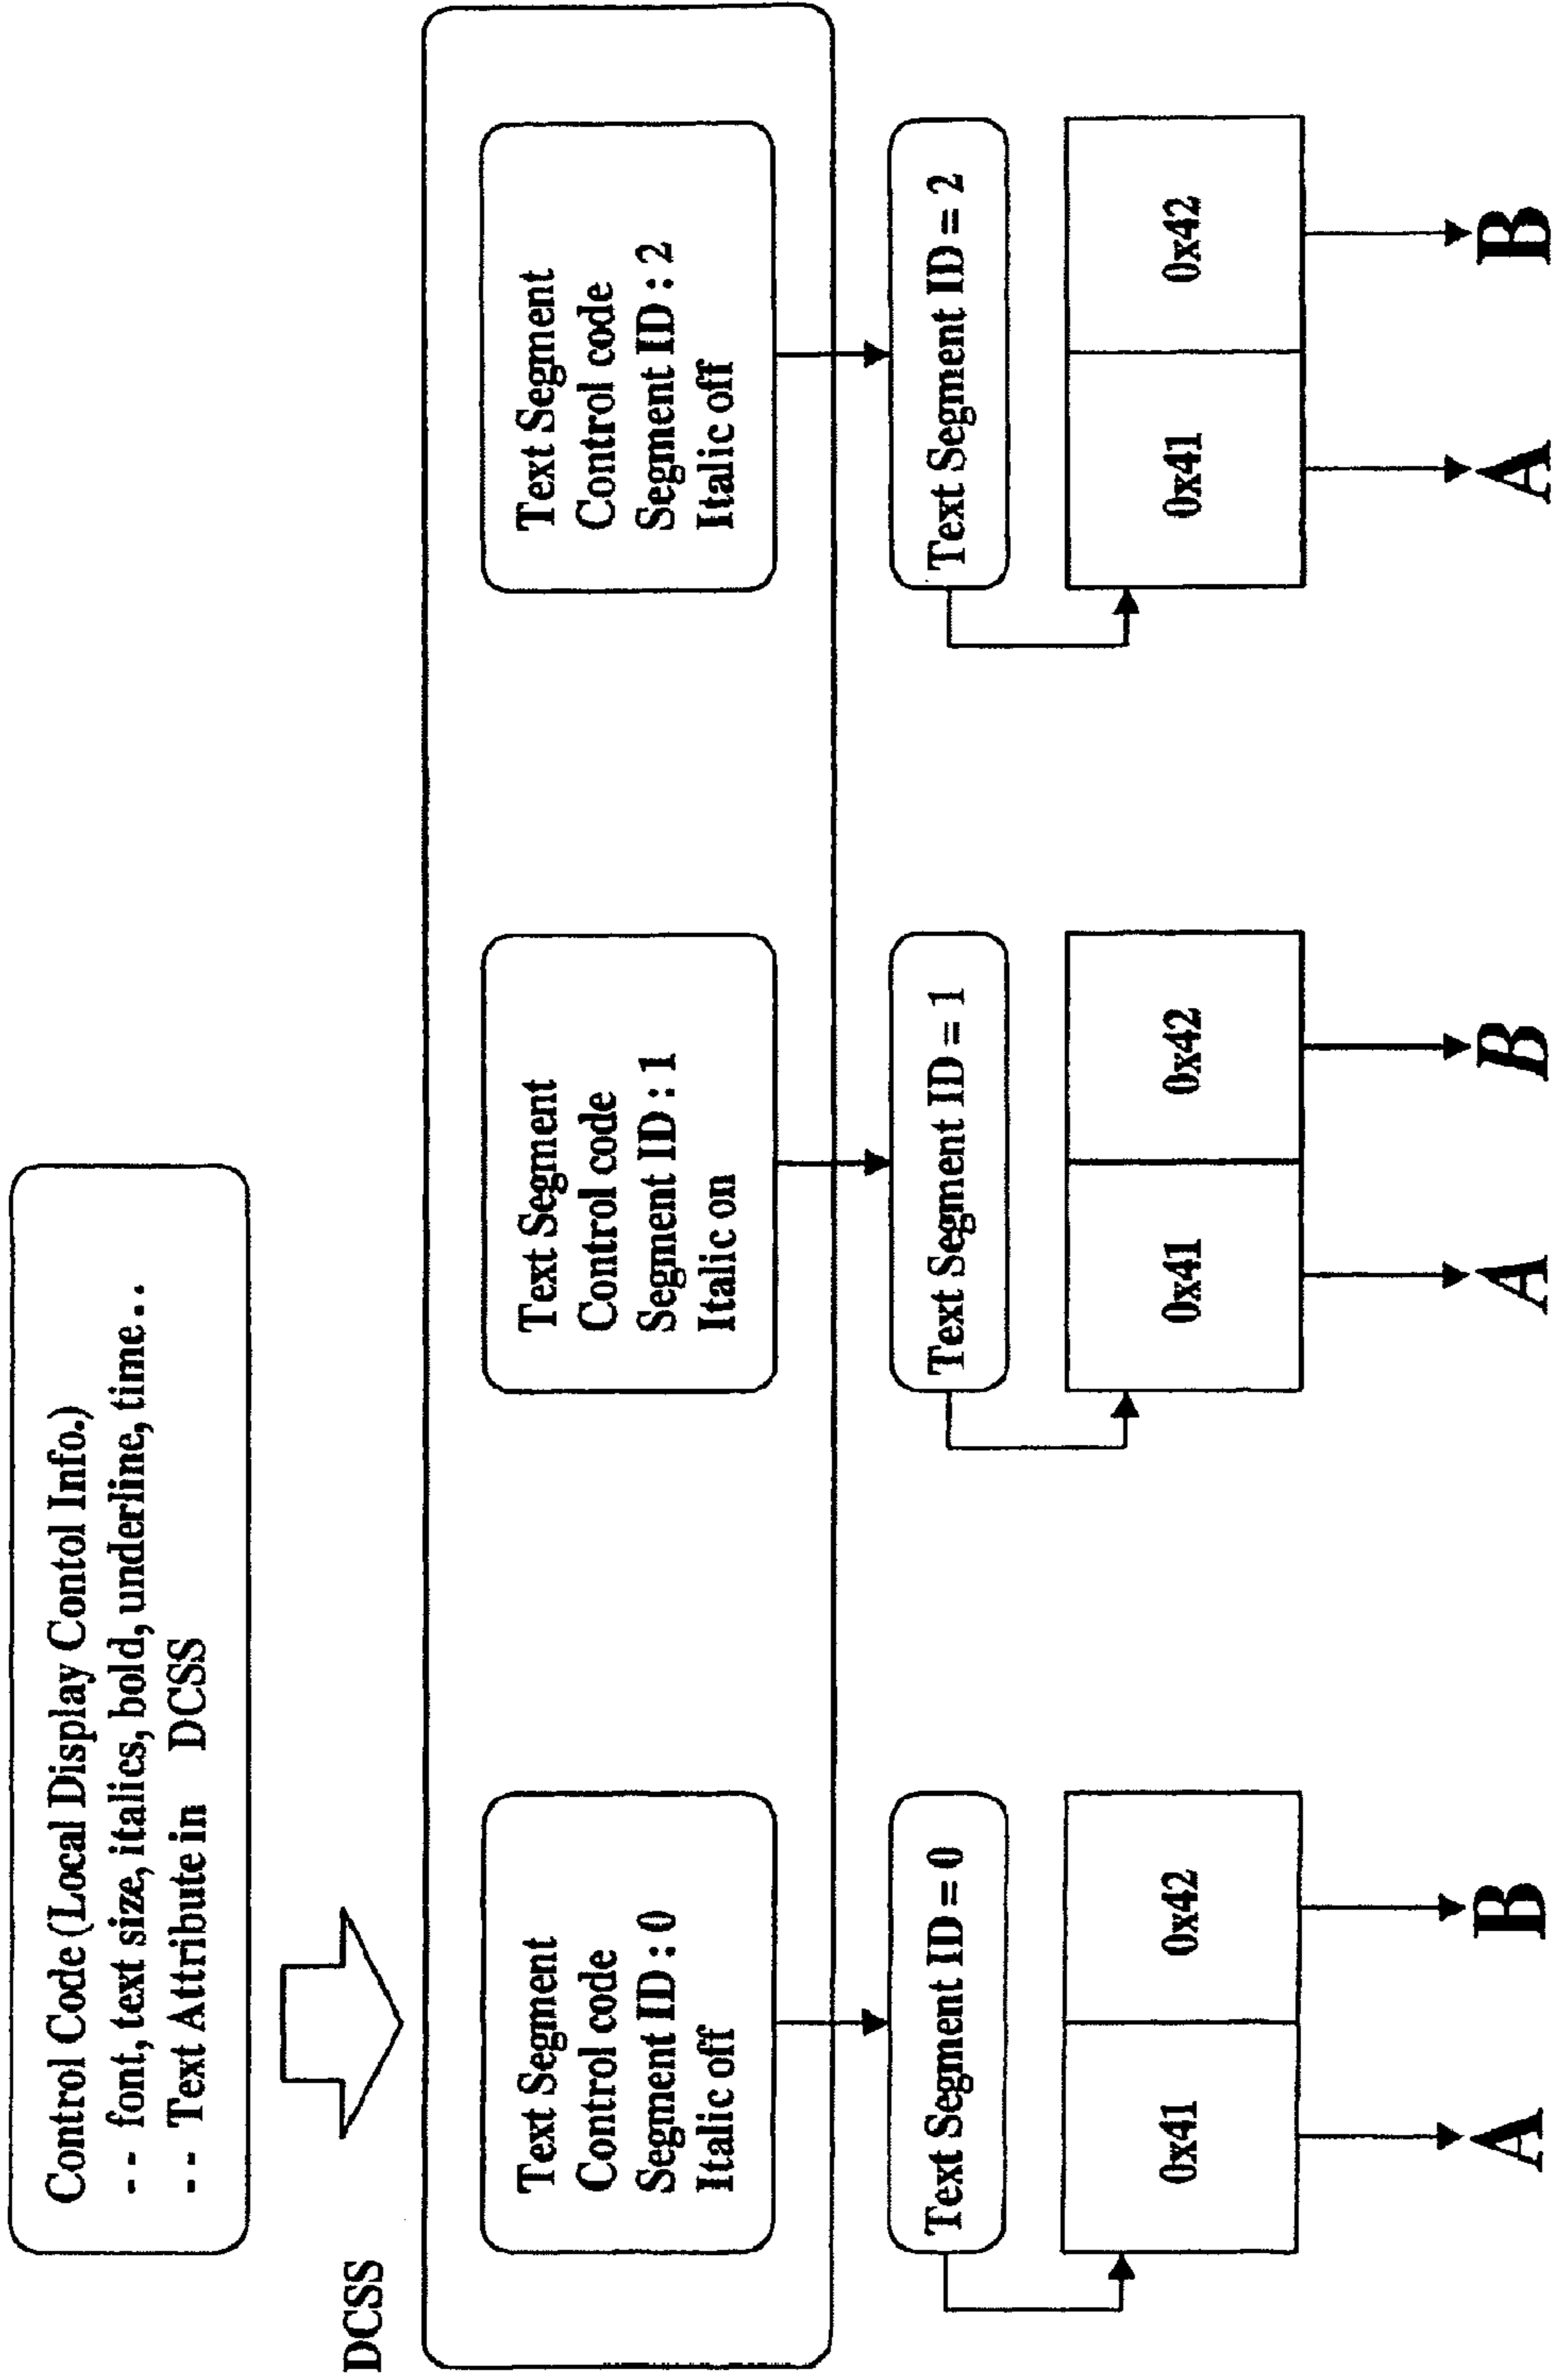 Control Code (Local Display Contol Info.)
-- font, text size, italics, bold, underline, time..
-- Text Attribute in DCSS
DCSS
Text Segment
Control code
Segment ID : 0
Italic off
Text Segment
Control code
Segment ID : 1
Italic on
Text Segment
Control code
Segment ID : 2
Italic off
Text Segment ID = 0
Text Segment ID = 1
Text Segment ID = 2
0x41
0x42
0x41
0x42
0x41
0x42
A
B
A
B
A
B